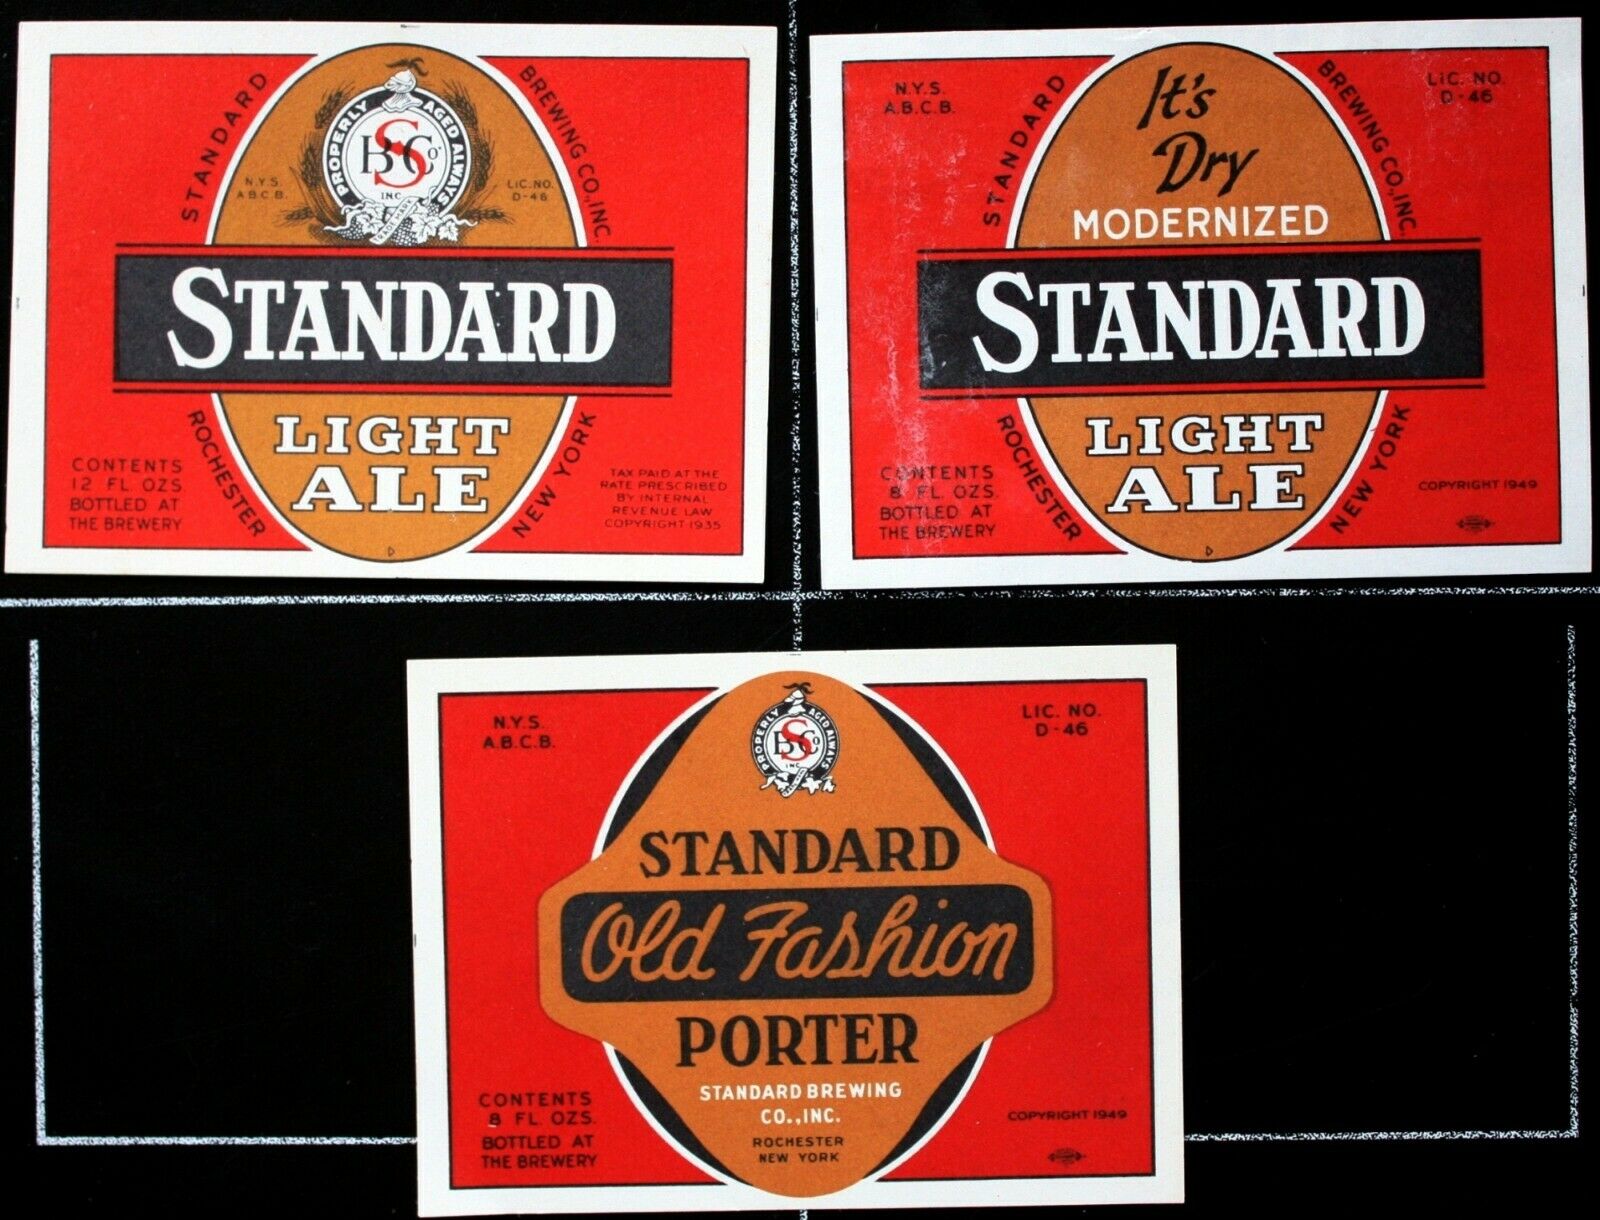 STANDARD
BREWING CO., INC.
PROPERLY AGED ALWAYS
BSCo.
INC
TRADE MARK
N.Y.S.
A.B.C.B.
LIC. NO.
D-46
STANDARD
LIGHT
ALE
ROCHESTER
NEW YORK
CONTENTS
12 FL. OZS
BOTTLED AT
THE BREWERY
TAX PAID AT THE
RATE PRESCRIBED
BY INTERNAL
REVENUE LAW
COPYRIGHT 1935
N.Y.S.
A.B.C.B.
STANDARD
BREWING CO., INC.
LIC. NO.
D-46
It's
Dry
MODERNIZED
STANDARD
LIGHT
ALE
ROCHESTER
NEW YORK
CONTENTS
8 FL. OZS.
BOTTLED AT
THE BREWERY
COPYRIGHT 1949
N.Y.S.
A.B.C.B.
LIC. NO.
D-46
PROPERLY AGED ALWAYS
BSCo
INC
STANDARD
Old Fashion
PORTER
STANDARD BREWING
CO., INC.
ROCHESTER
NEW YORK
CONTENTS
8 FL. OZS.
BOTTLED AT
THE BREWERY
COPYRIGHT 1949